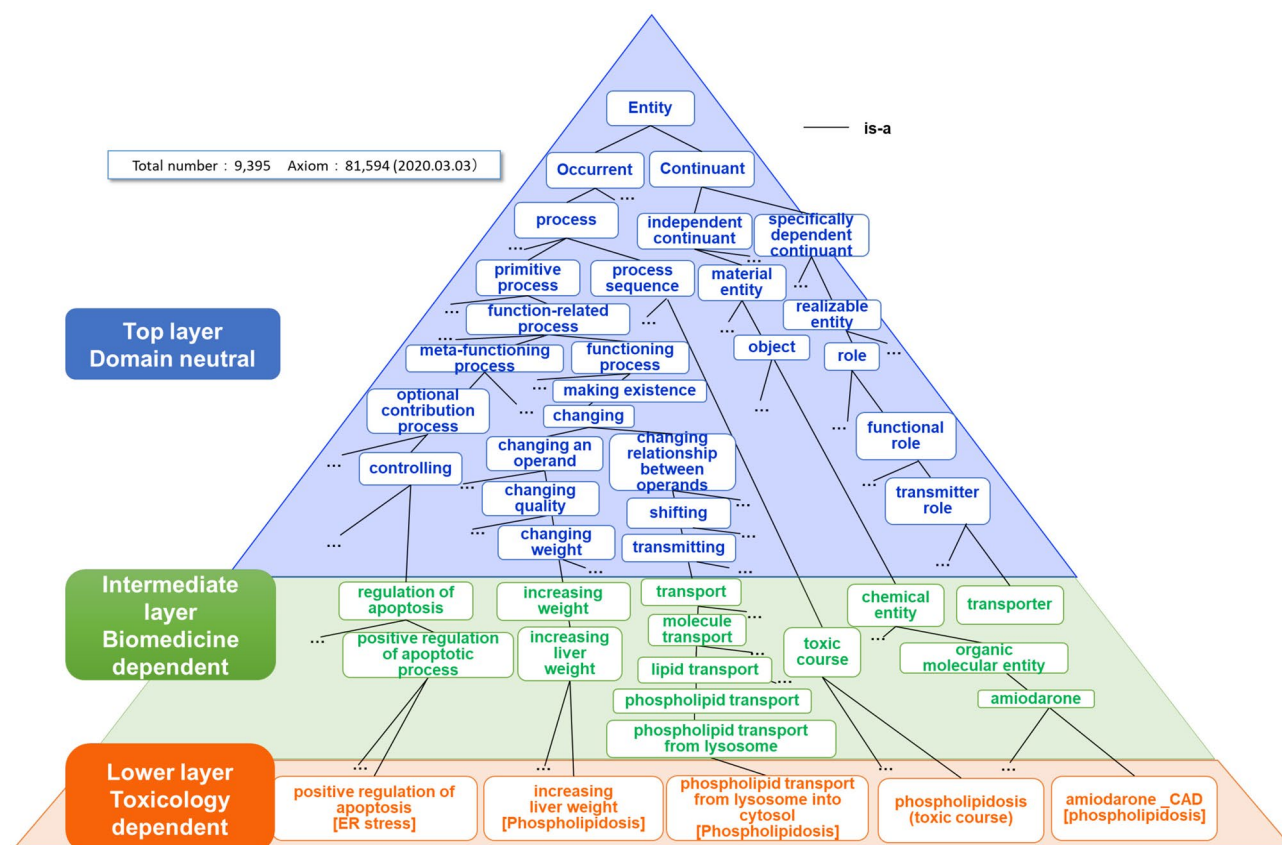 Entity
is-a
Total number : 9,395 Axiom : 81,594 (2020.03.03)
Occurrent
Continuant
...
process
independent
continuant
specifically
dependent
continuant
...
...
primitive
process
process
sequence
material
entity
...
...
function-related
process
...
...
realizable
entity
Top layer
Domain neutral
...
meta-functioning
process
functioning
process
object
role
...
...
making existence
optional
contribution
process
...
changing
...
...
functional
role
...
controlling
changing an
operand
changing
relationship
between
operands
...
...
transmitter
role
changing
quality
...
shifting
...
...
...
changing
weight
transmitting
...
...
...
Intermediate
layer
Biomedicine
dependent
regulation of
apoptosis
increasing
weight
transport
chemical
entity
transporter
...
molecule
transport
...
positive regulation
of apoptotic
process
increasing
liver
weight
toxic
course
...
organic
molecular entity
lipid transport
...
...
phospholipid transport
amiodarone
phospholipid transport
from lysosome
...
...
...
...
Lower layer
Toxicology
dependent
positive regulation of
apoptosis
[ER stress]
increasing
liver weight
[Phospholipidosis]
phospholipid transport
from lysosome into
cytosol
[Phospholipidosis]
phospholipidosis
(toxic course)
amiodarone _CAD
[phospholipidosis]